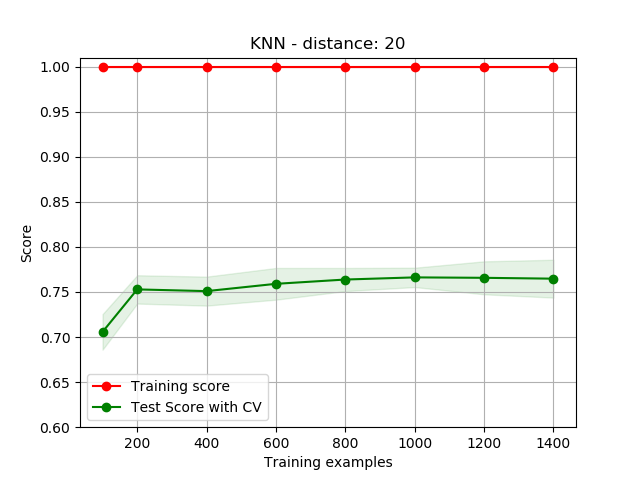 KNN - distance: 20
1.00
0.95
0.90
0.85
0.80
0.75
0.70
0.65
0.60
Score
Training score
Test Score with CV
200 400 600 800 1000 1200 1400
Training examples